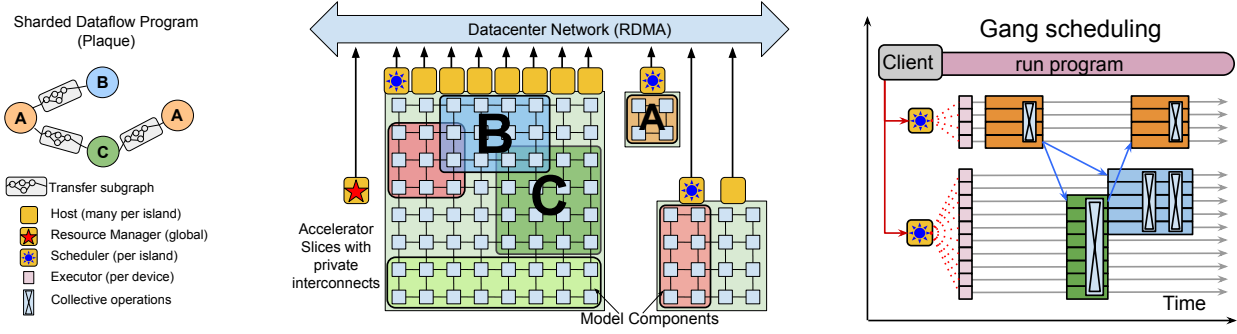 Sharded Dataflow Program
(Plaque)
B
A
A
C
Transfer subgraph
Host (many per island)
Resource Manager (global)
Scheduler (per island)
Executor (per device)
Collective operations
Datacenter Network (RDMA)
B
A
C
Accelerator
Slices with
private
interconnects
Model Components
Gang scheduling
Client
run program
Time